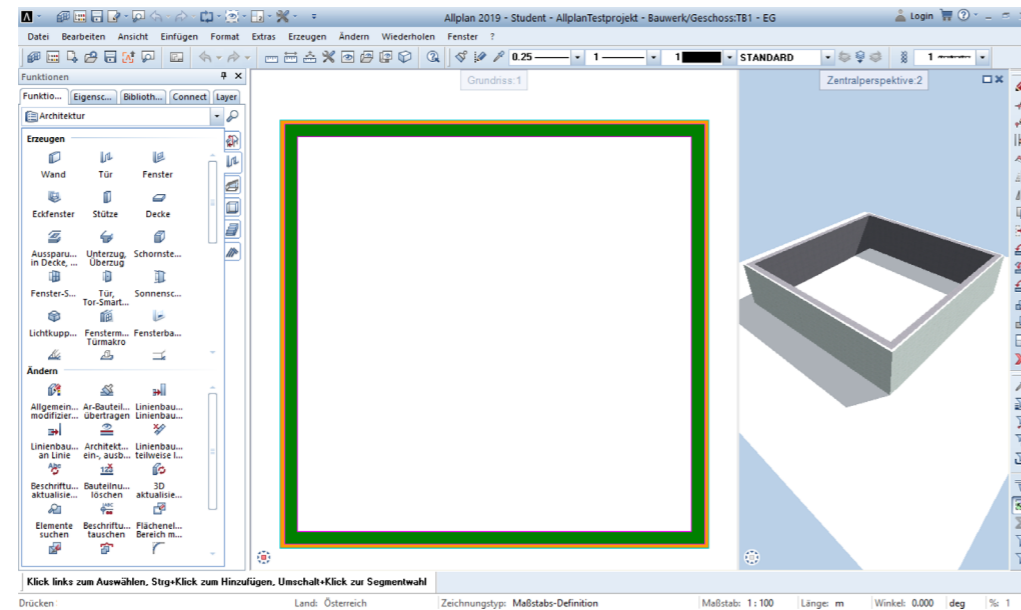 Allplan 2019 - Student - AllplanTestprojekt - Bauwerk/Geschoss:TB1 - EG
Login
Datei Bearbeiten Ansicht Einfügen Format Extras Erzeugen Ändern Wiederholen Fenster ?
0.25 1 1 STANDARD 1
Funktionen
Funktio... Eigensc... Biblioth... Connect Layer
Architektur
Erzeugen
Wand Tür Fenster
Eckfenster Stütze Decke
Aussparu... Unterzug, Schornste...
in Decke, ... Überzug
Fenster-S... Tür, Sonnensc...
Tor-Smart...
Lichtkupp... Fensterm... Fensterba...
Türmakro
Ändern
Allgemein... Ar-Bauteil... Linienbau...
modifizier... übertragen Linienbau...
Linienbau... Architekt... Linienbau...
an Linie ein-, ausb... teilweise l...
Beschriftu... Bauteilnu... 3D
aktualisie... löschen aktualisie...
Elemente Beschriftu... Flächenel...
suchen tauschen Bereich m...
Grundriss:1
Zentralperspektive:2
Klick links zum Auswählen, Strg+Klick zum Hinzufügen, Umschalt+Klick zur Segmentwahl
Drücken Land: Österreich Zeichnungstyp: Maßstabs-Definition Maßstab: 1:100 Länge: m Winkel: 0.000 deg %: 1